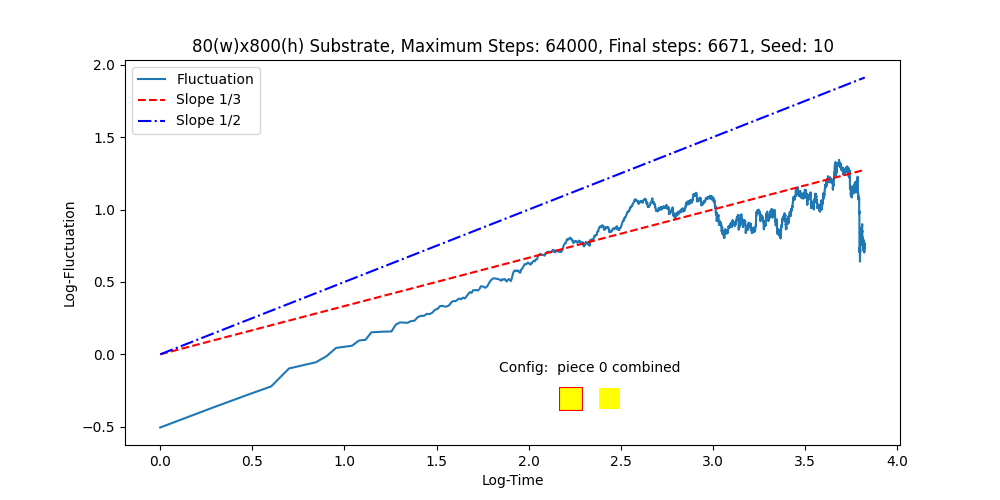 80(w)x800(h) Substrate, Maximum Steps: 64000, Final steps: 6671, Seed: 10
2.0
1.5
1.0
0.5
0.0
−0.5
Log-Fluctuation
Fluctuation
Slope 1/3
Slope 1/2
Config:  piece 0 combined
0.0 0.5 1.0 1.5 2.0 2.5 3.0 3.5 4.0
Log-Time